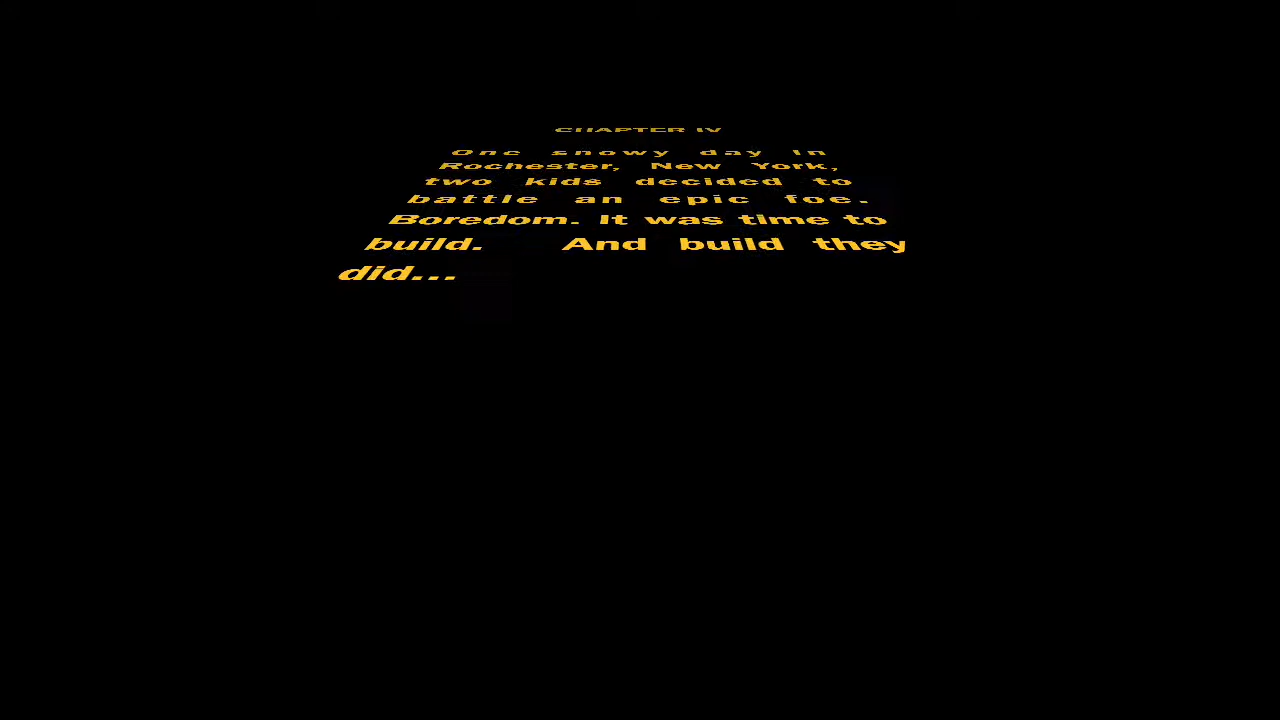 CHAPTER IV
One snowy day in
Rochester, New York,
two kids decided to
battle an epic foe.
Boredom. It was time to
build. And build they
did...